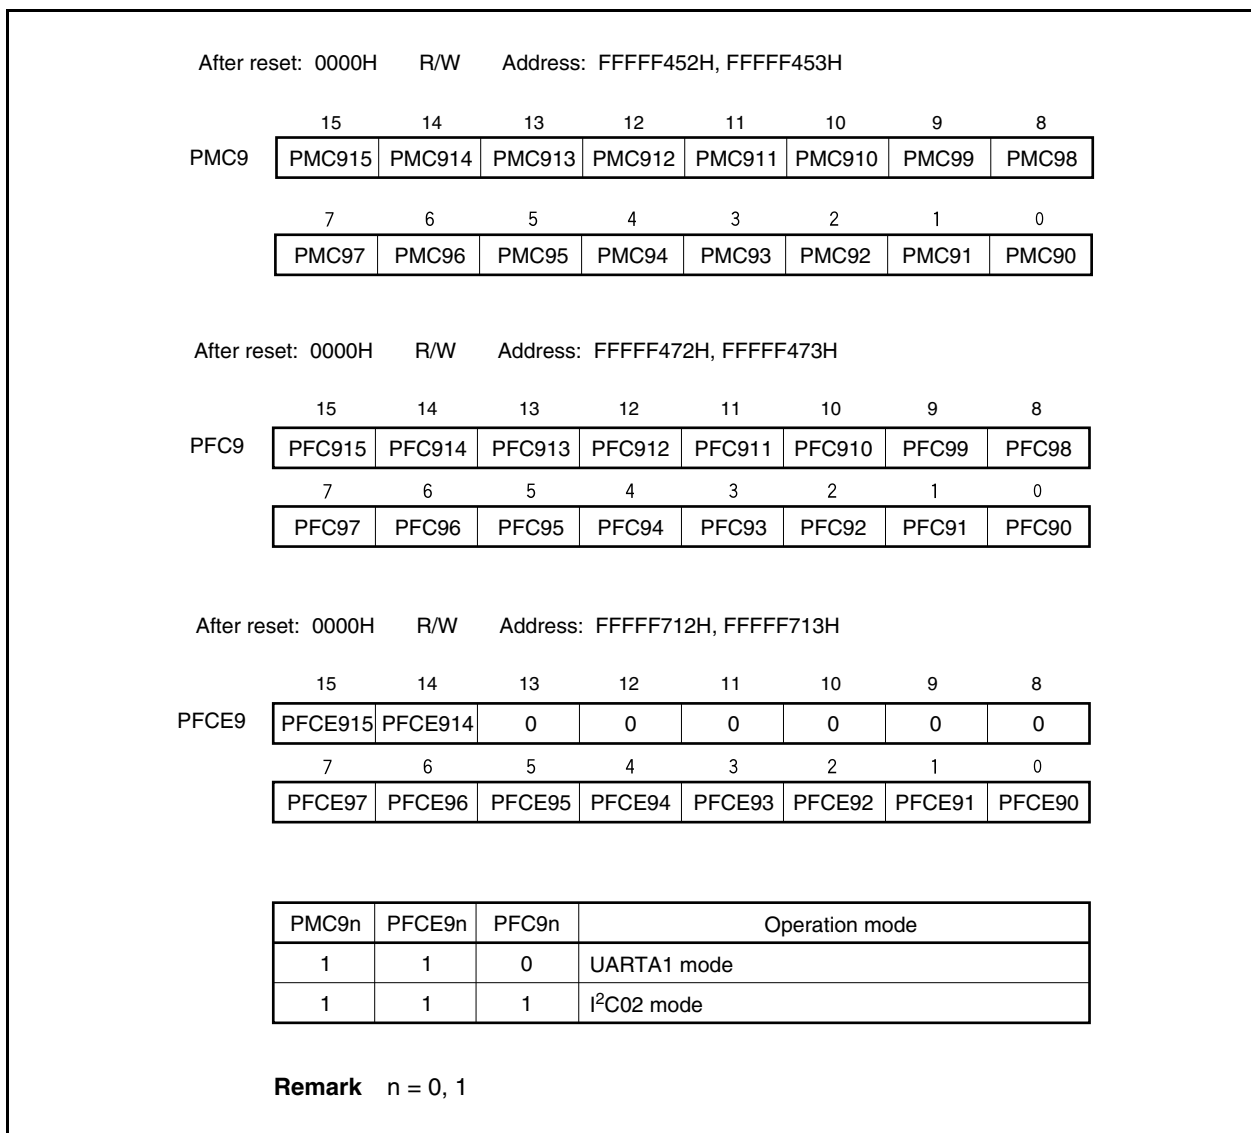 After reset: 0000H R/W Address: FFFFF452H, FFFFF453H
15 14 13 12 11 10 9 8
PMC9 PMC915 PMC914 PMC913 PMC912 PMC911 PMC910 PMC99 PMC98
7 6 5 4 3 2 1 0
PMC97 PMC96 PMC95 PMC94 PMC93 PMC92 PMC91 PMC90
After reset: 0000H R/W Address: FFFFF472H, FFFFF473H
15 14 13 12 11 10 9 8
PFC9 PFC915 PFC914 PFC913 PFC912 PFC911 PFC910 PFC99 PFC98
7 6 5 4 3 2 1 0
PFC97 PFC96 PFC95 PFC94 PFC93 PFC92 PFC91 PFC90
After reset: 0000H R/W Address: FFFFF712H, FFFFF713H
15 14 13 12 11 10 9 8
PFCE9 PFCE915 PFCE914 0 0 0 0 0 0
7 6 5 4 3 2 1 0
PFCE97 PFCE96 PFCE95 PFCE94 PFCE93 PFCE92 PFCE91 PFCE90
PMC9n PFCE9n PFC9n Operation mode
1 1 0 UARTA1 mode
1 1 1 I²C02 mode
Remark n = 0, 1